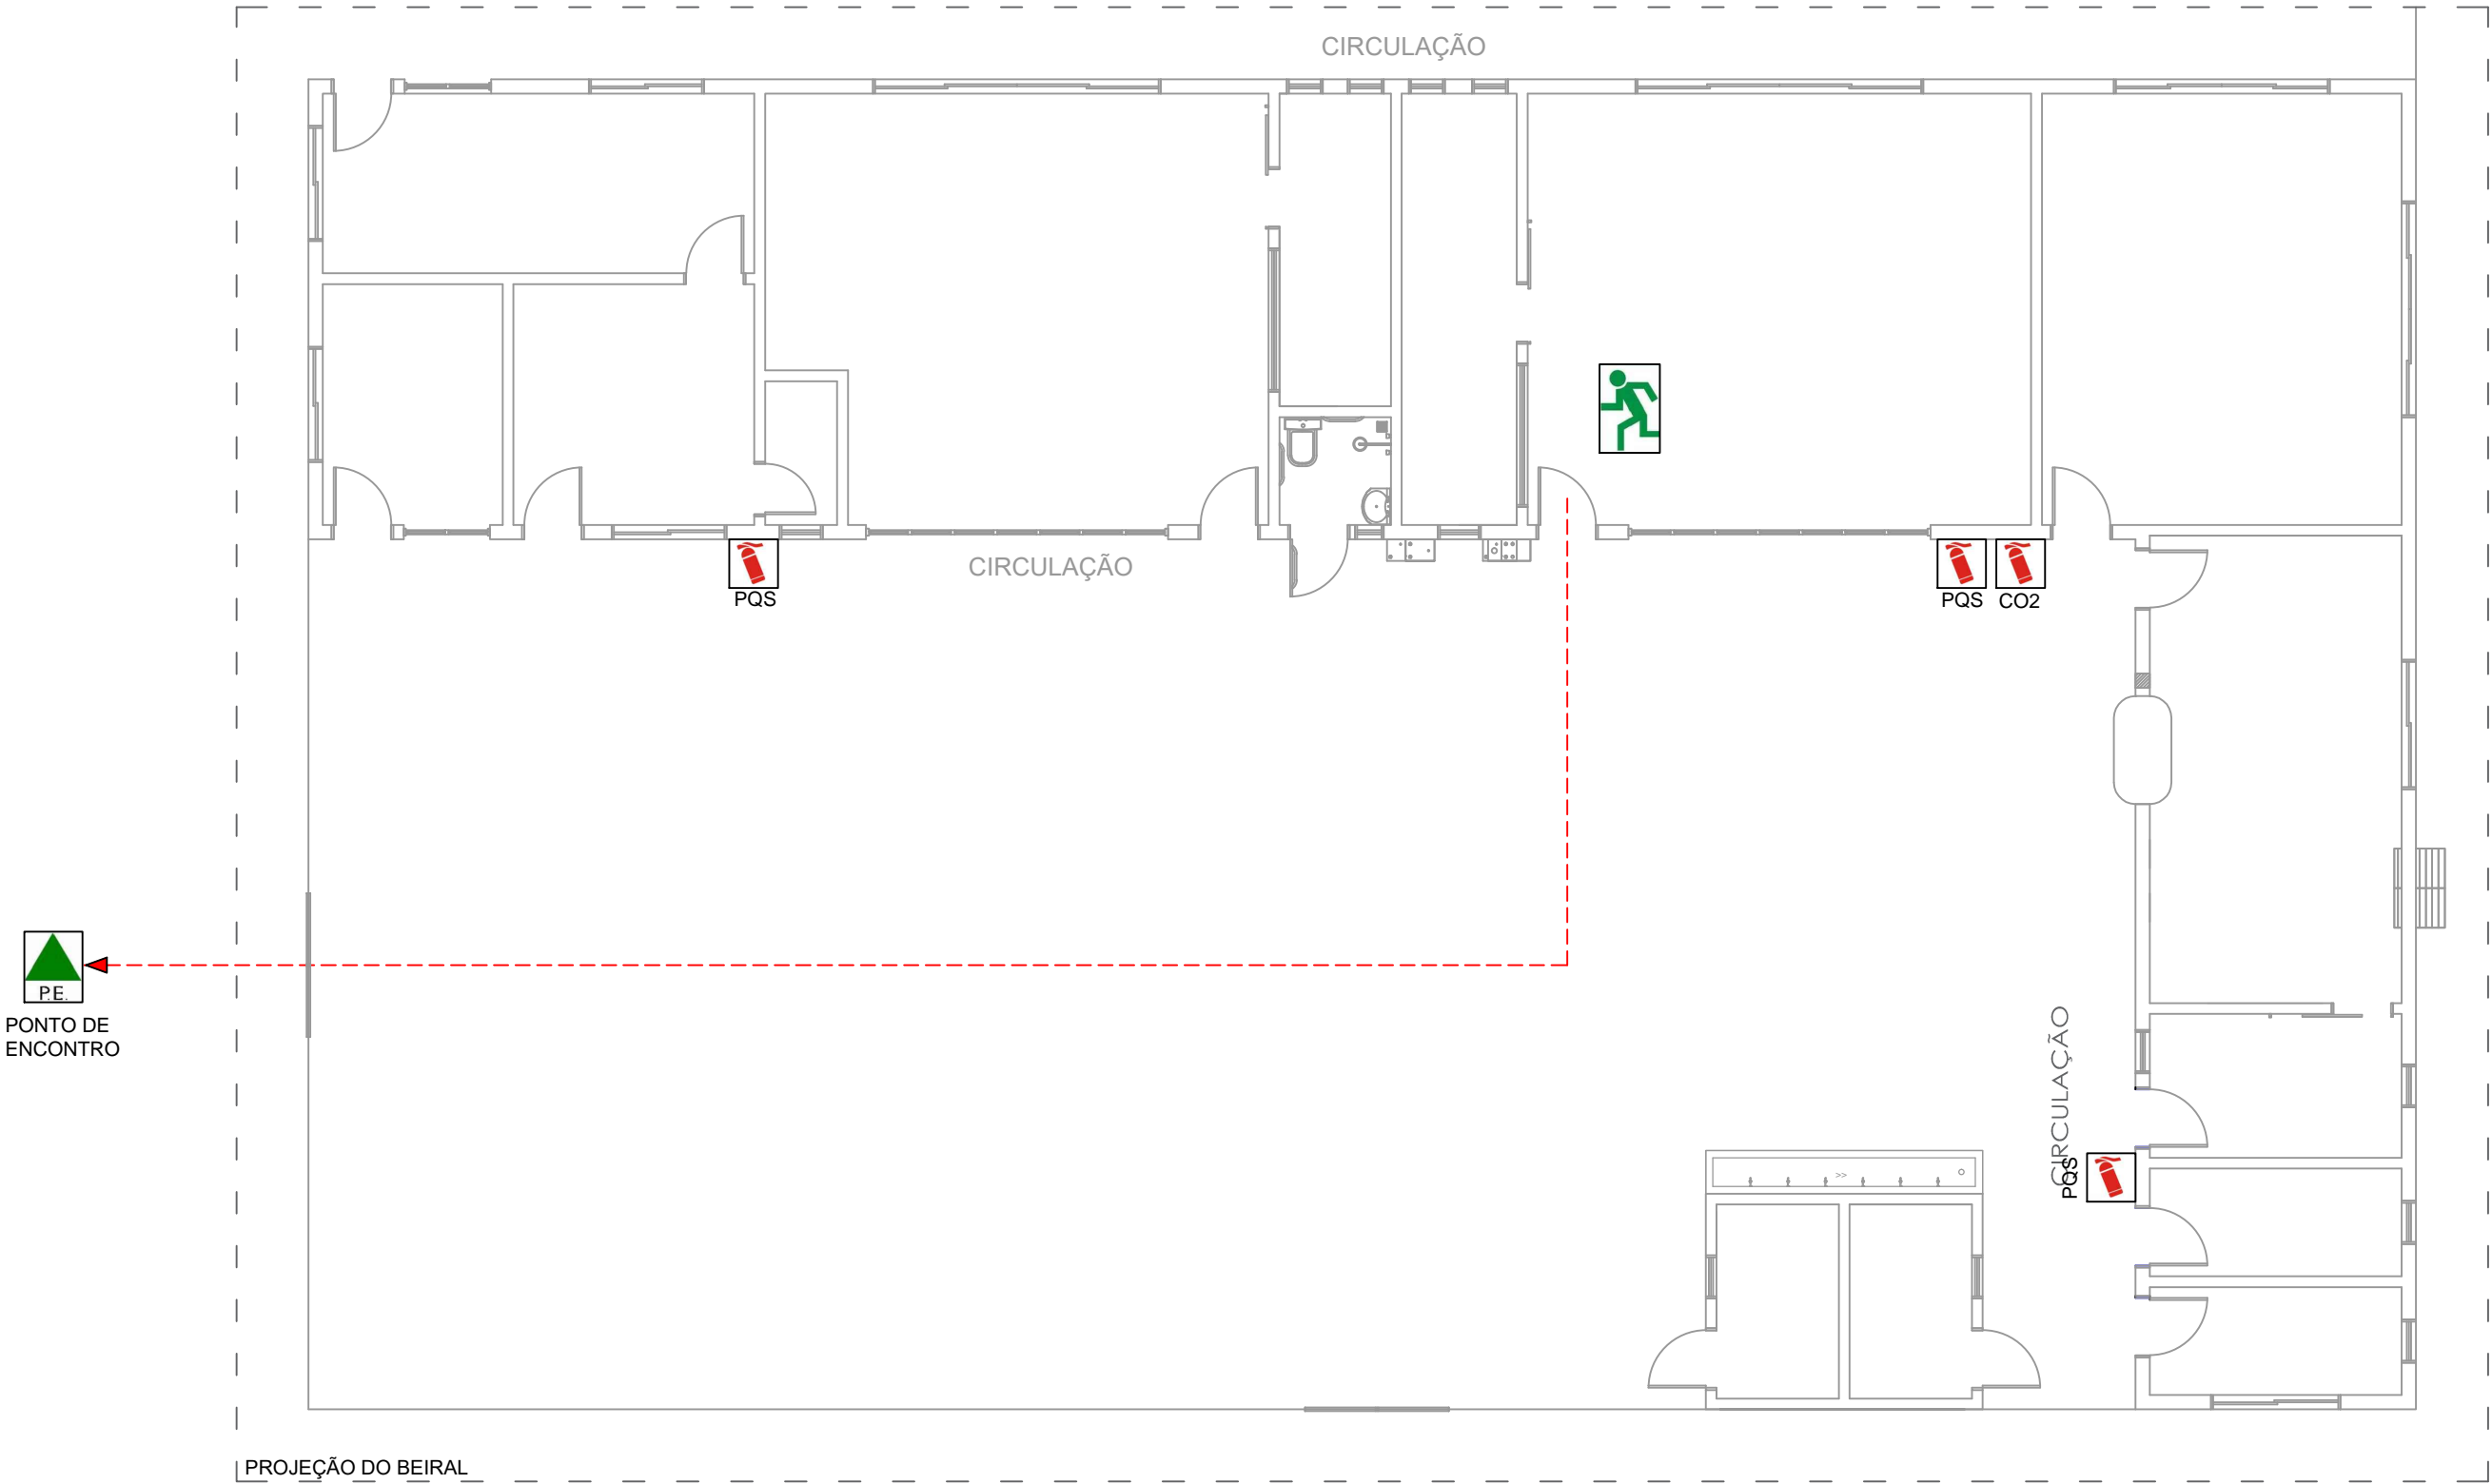 CIRCULAÇÃO
CIRCULAÇÃO
PQS
PQS
CO2
P.E.
PONTO DE
ENCONTRO
CIRCULAÇÃO
PQS
>>
PROJEÇÃO DO BEIRAL